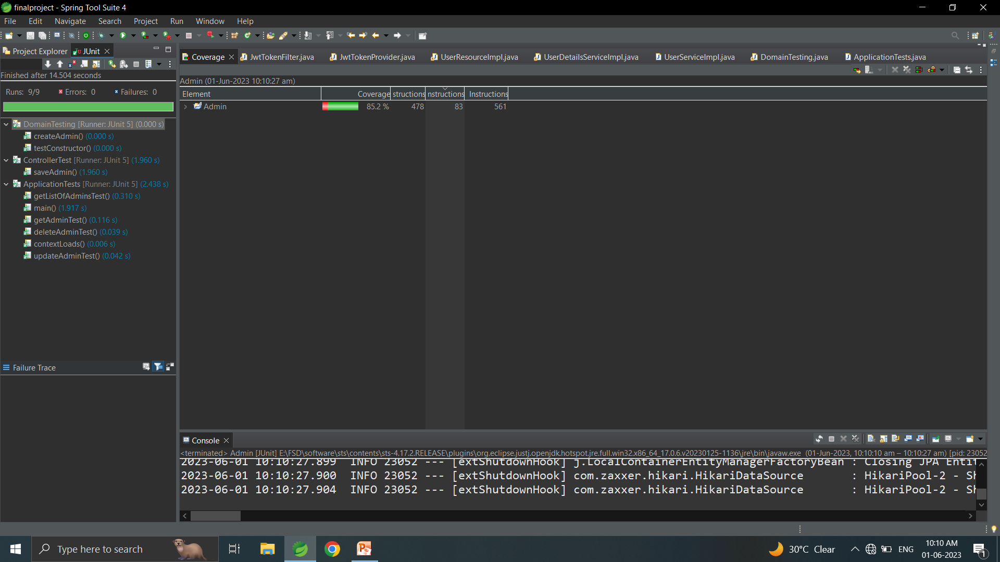 finalproject - Spring Tool Suite 4
File Edit Navigate Search Project Run Window Help
Project Explorer JUnit
Finished after 14.504 seconds
Runs: 9/9 Errors: 0 Failures: 0
DomainTesting [Runner: JUnit 5] (0.000 s)
createAdmin() (0.000 s)
testConstructor() (0.000 s)
ControllerTest [Runner: JUnit 5] (1.960 s)
saveAdmin() (1.960 s)
ApplicationTests [Runner: JUnit 5] (2.438 s)
getListOfAdminsTest() (0.310 s)
main() (1.917 s)
getAdminTest() (0.116 s)
deleteAdminTest() (0.039 s)
contextLoads() (0.006 s)
updateAdminTest() (0.042 s)
Failure Trace
Coverage JwtTokenFilter.java JwtTokenProvider.java UserResourceImpl.java UserDetailsServiceImpl.java UserServiceImpl.java DomainTesting.java ApplicationTests.java
Admin (01-Jun-2023 10:10:27 am)
Element Coverage structions nstructions Instructions
Admin 85.2 % 478 83 561
Console
<terminated> Admin [JUnit] E:\FSD\software\sts\contents\sts-4.17.2.RELEASE\plugins\org.eclipse.justj.openjdk.hotspot.jre.full.win32.x86_64_17.0.6.v20230125-1136\jre\bin\javaw.exe (01-Jun-2023, 10:10:10 am – 10:10:27 am) [pid: 23052
2023-06-01 10:10:27.899 INFO 23052 --- [extShutdownHook] j.LocalContainerEntityManagerFactoryBean : Closing JPA Entit
2023-06-01 10:10:27.900 INFO 23052 --- [extShutdownHook] com.zaxxer.hikari.HikariDataSource : HikariPool-2 - Sh
2023-06-01 10:10:27.904 INFO 23052 --- [extShutdownHook] com.zaxxer.hikari.HikariDataSource : HikariPool-2 - Sh
Type here to search
30°C Clear
ENG
10:10 AM
01-06-2023
1